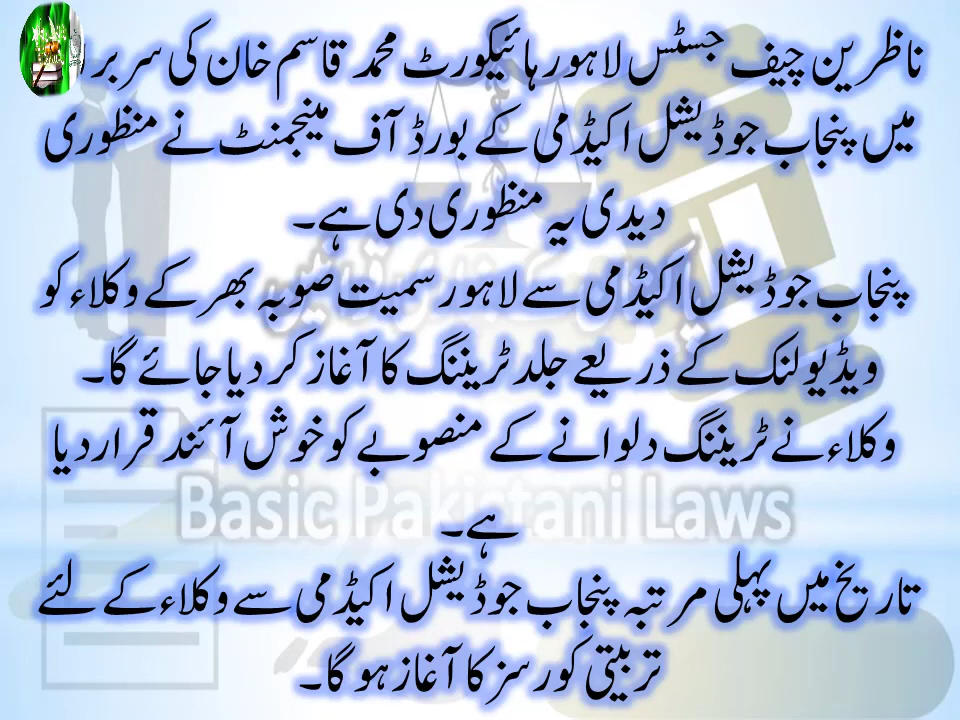 ناظرین چیف جسٹس لاہور ہائیکورٹ محمد قاسم خان کی سربرا
میں پنجاب جوڈیشل اکیڈمی کے بورڈ آف مینجمنٹ نے منظوری
دیدی یہ منظوری دی ہے۔
پنجاب جوڈیشل اکیڈمی سے لاہور سمیت صوبہ بھر کے وکلاء کو
ویڈیو لنک کے ذریعے جلد ٹریننگ کا آغاز کر دیا جائے گا۔
وکلاء نے ٹریننگ دلوانے کے منصوبے کو خوش آئند قرار دیا
Basic Pakistani Laws
ہے۔
تاریخ میں پہلی مرتبہ پنجاب جوڈیشل اکیڈمی سے وکلاء کے لئے
تربیتی کورسز کا آغاز ہو گا۔